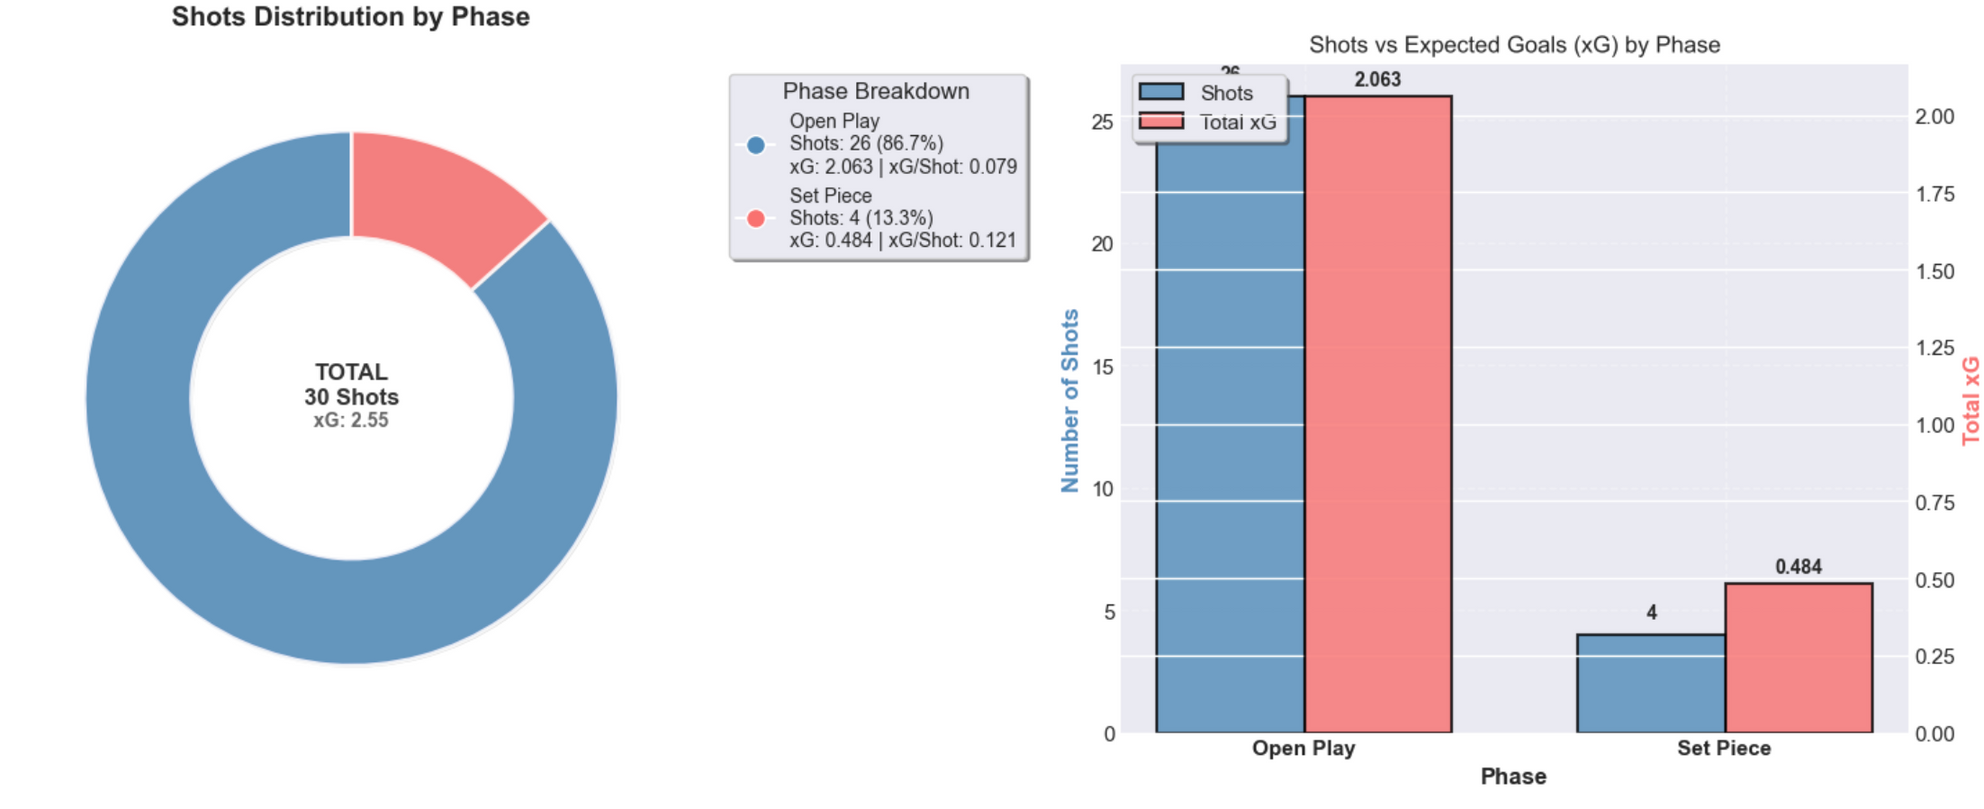 Shots Distribution by Phase
TOTAL
30 Shots
xG: 2.55
Phase Breakdown
Open Play
Shots: 26 (86.7%)
xG: 2.063 | xG/Shot: 0.079
Set Piece
Shots: 4 (13.3%)
xG: 0.484 | xG/Shot: 0.121
Shots vs Expected Goals (xG) by Phase
26
2.063
Shots
Total xG
4
0.484
Number of Shots
25
20
15
10
5
0
2.00
1.75
1.50
1.25
1.00
0.75
0.50
0.25
0.00
Total xG
Open Play
Set Piece
Phase